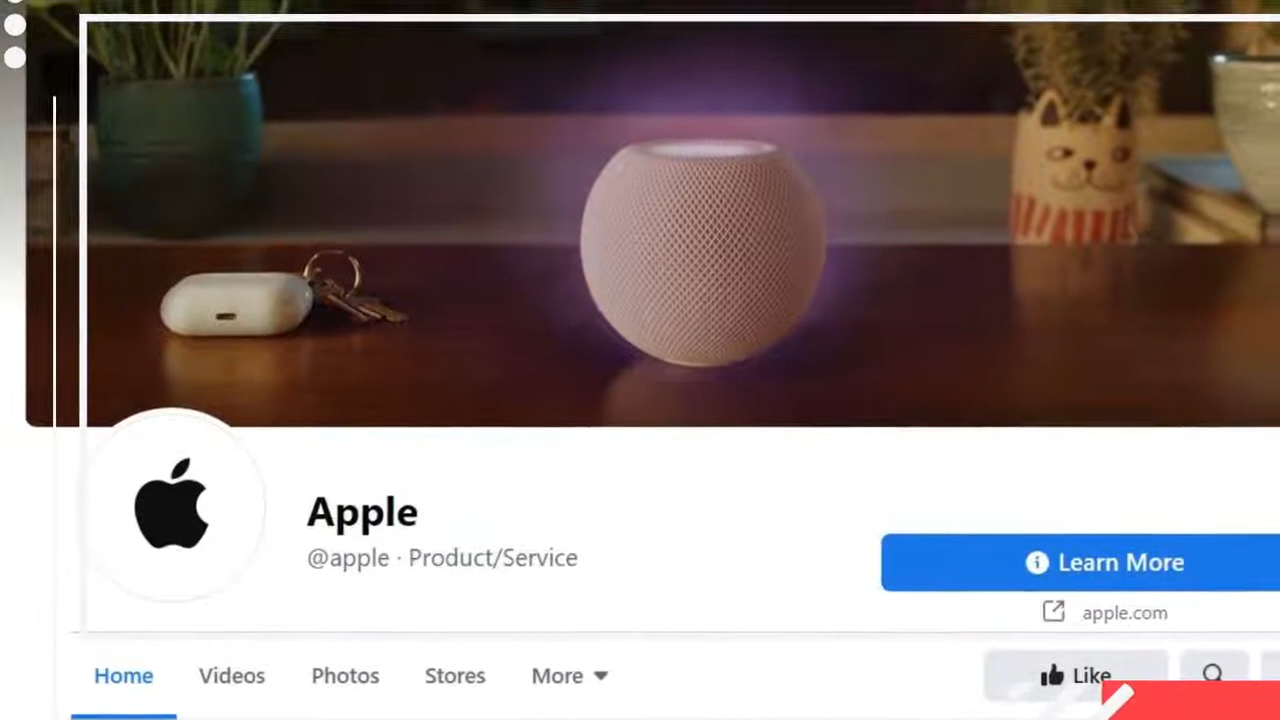 Apple
@apple · Product/Service
Learn More
apple.com
Home Videos Photos Stores More
Like